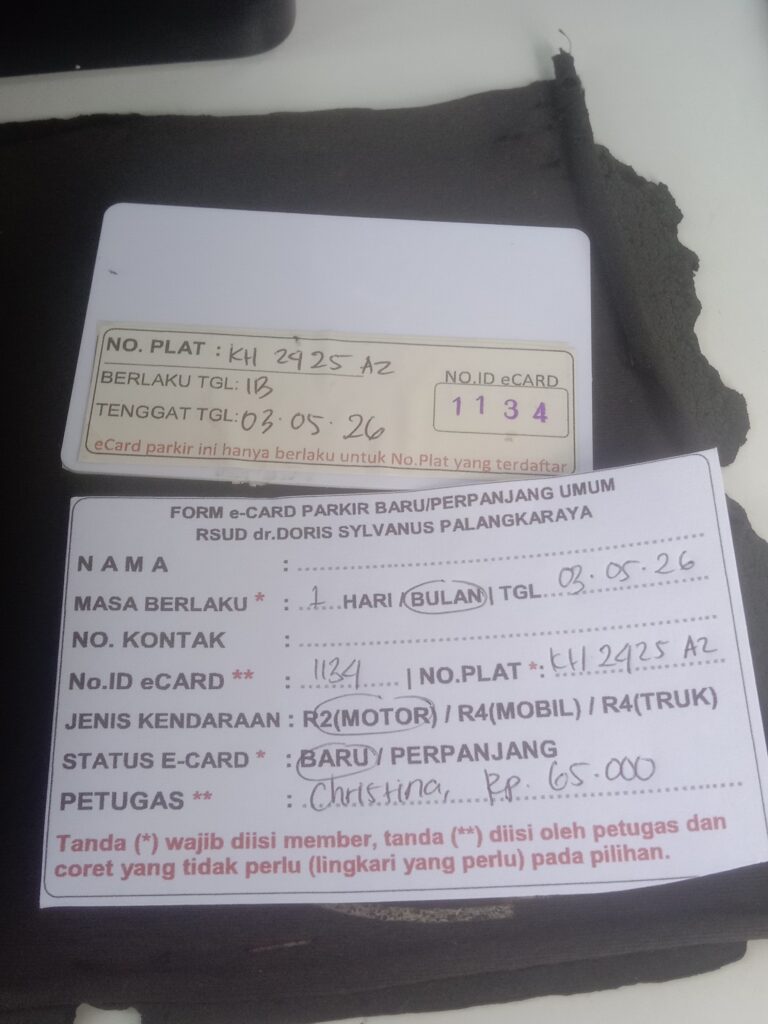 NO. PLAT : KH 2425 AZ
BERLAKU TGL: 1B
TENGGAT TGL: 03.05.26
NO.ID eCARD
1134
eCard parkir ini hanya berlaku untuk No.Plat yang terdaftar
FORM e-CARD PARKIR BARU/PERPANJANG UMUM
RSUD dr.DORIS SYLVANUS PALANGKARAYA
NAMA :
MASA BERLAKU * : 1 HARI / BULAN | TGL 03.05.26
NO. KONTAK :
No.ID eCARD ** : 1134 | NO.PLAT *: KH 2425 AZ
JENIS KENDARAAN : R2(MOTOR) / R4(MOBIL) / R4(TRUK)
STATUS E-CARD * : BARU / PERPANJANG
PETUGAS ** : Christina, Rp. 65.000
Tanda (*) wajib diisi member, tanda (**) diisi oleh petugas dan
coret yang tidak perlu (lingkari yang perlu) pada pilihan.